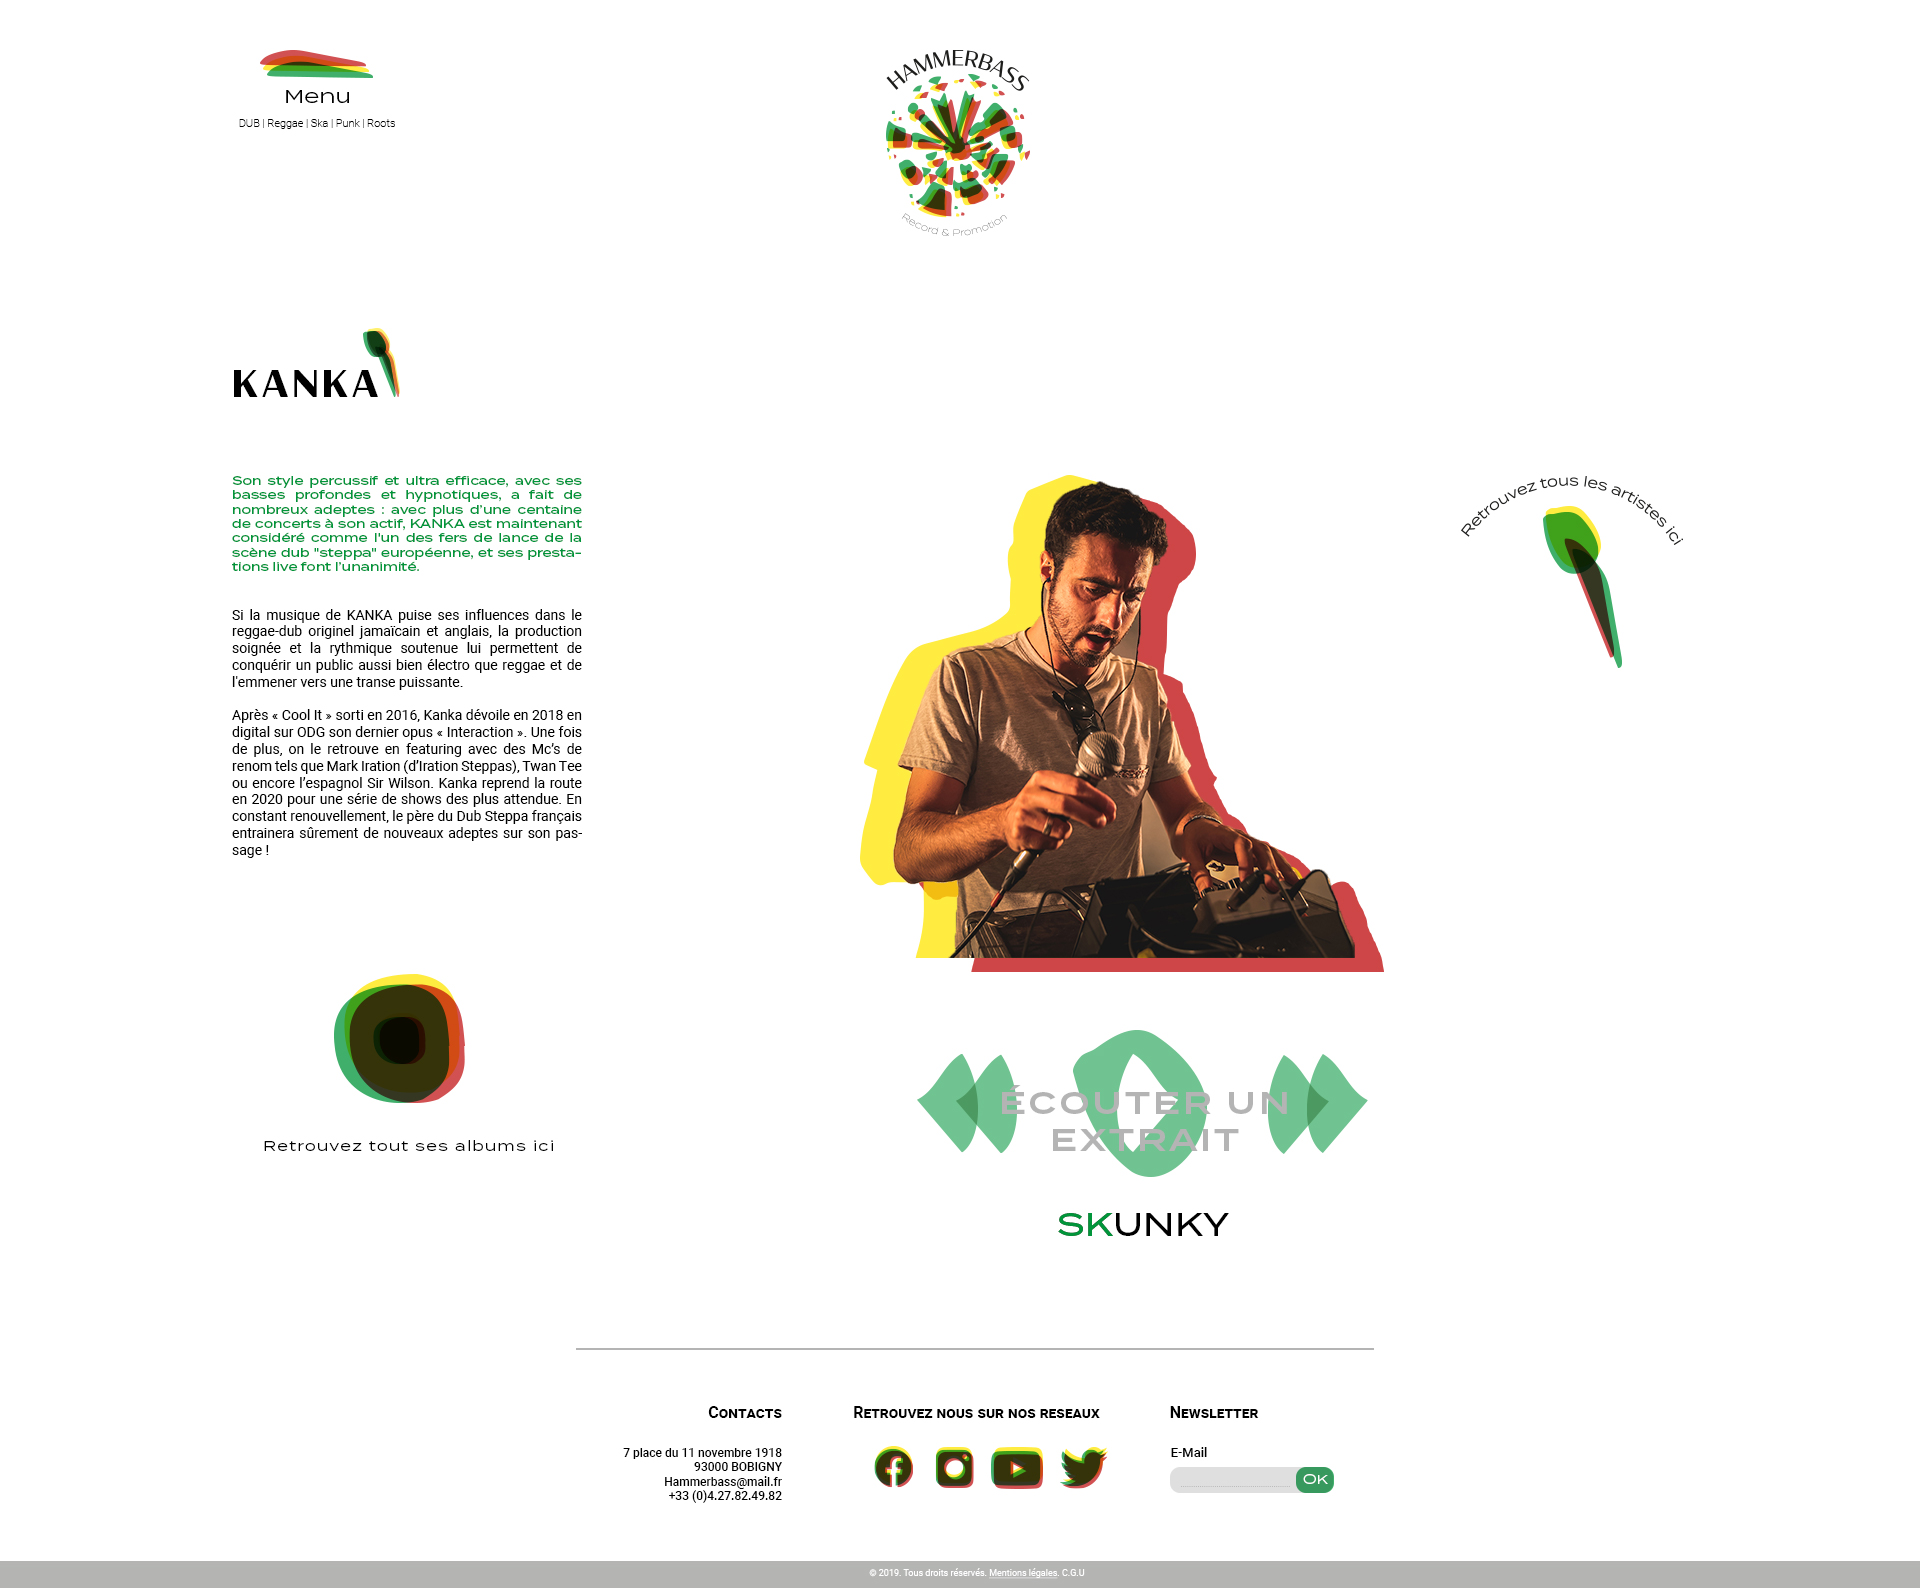 Menu
DUB | Reggae | Ska | Punk | Roots
HAMMERBASS
Record & Promotion
KANKA
Son style percussif et ultra efficace, avec ses
basses profondes et hypnotiques, a fait de
nombreux adeptes : avec plus d’une centaine
de concerts à son actif, KANKA est maintenant
considéré comme l'un des fers de lance de la
scène dub "steppa" européenne, et ses presta-
tions live font l’unanimité.
Si la musique de KANKA puise ses influences dans le
reggae-dub originel jamaïcain et anglais, la production
soignée et la rythmique soutenue lui permettent de
conquérir un public aussi bien électro que reggae et de
l'emmener vers une transe puissante.
Après « Cool It » sorti en 2016, Kanka dévoile en 2018 en
digital sur ODG son dernier opus « Interaction ». Une fois
de plus, on le retrouve en featuring avec des Mc’s de
renom tels que Mark Iration (d’Iration Steppas), Twan Tee
ou encore l’espagnol Sir Wilson. Kanka reprend la route
en 2020 pour une série de shows des plus attendue. En
constant renouvellement, le père du Dub Steppa français
entrainera sûrement de nouveaux adeptes sur son pas-
sage !
Retrouvez tous les artistes ici
Retrouvez tout ses albums ici
ÉCOUTER UN
EXTRAIT
SKUNKY
Contacts
7 place du 11 novembre 1918
93000 BOBIGNY
Hammerbass@mail.fr
+33 (0)4.27.82.49.82
Retrouvez nous sur nos reseaux
Newsletter
E-Mail
OK
© 2019. Tous droits réservés. Mentions légales. C.G.U